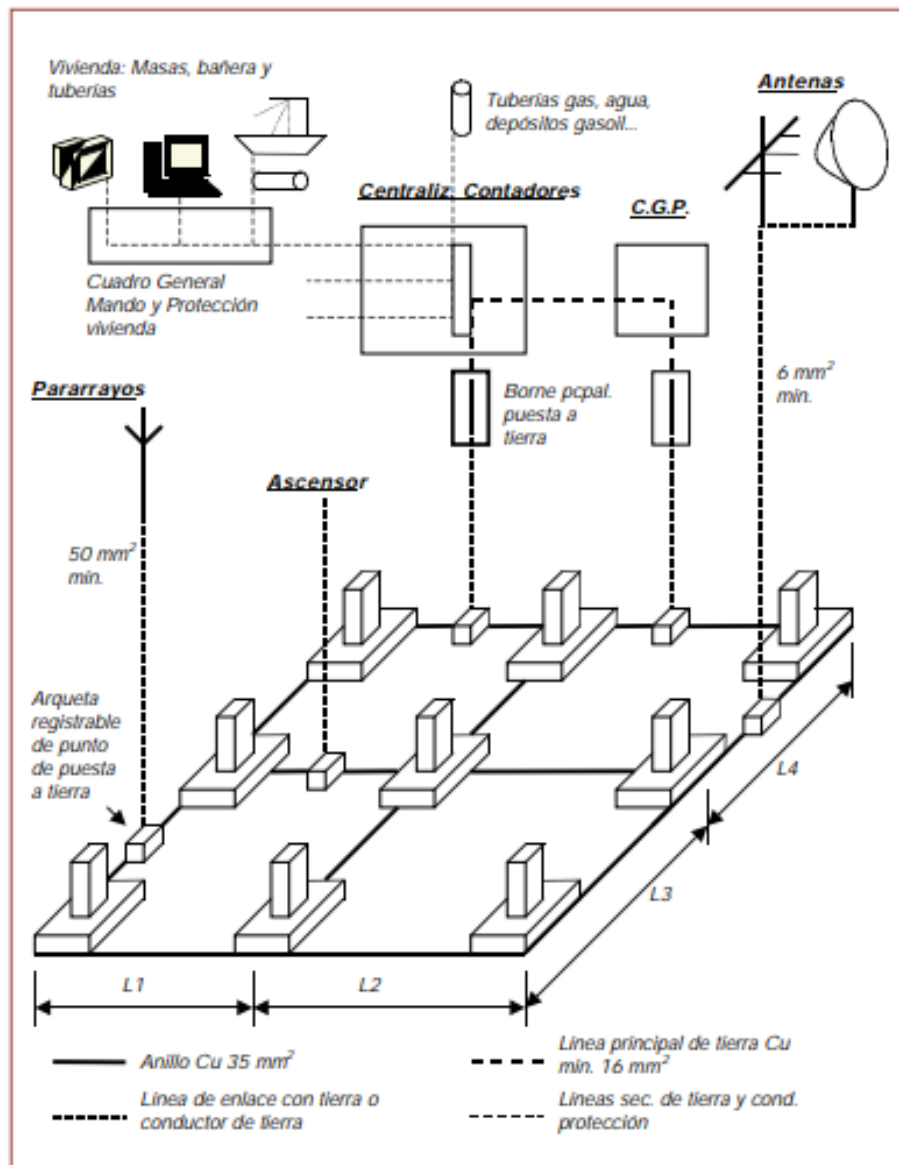 Vivienda: Masas, bañera y
tuberías
Tuberías gas, agua,
depósitos gasoil...
Antenas
Centraliz. Contadores
C.G.P.
Cuadro General
Mando y Protección
vivienda
Pararrayos
Borne pcpal.
puesta a
tierra
6 mm²
min.
Ascensor
50 mm²
min.
Arqueta
registrable
de punto
de puesta
a tierra
L4
L3
L1
L2
Anillo Cu 35 mm²
Línea principal de tierra Cu
min. 16 mm²
Línea de enlace con tierra o
conductor de tierra
Líneas sec. de tierra y cond.
protección